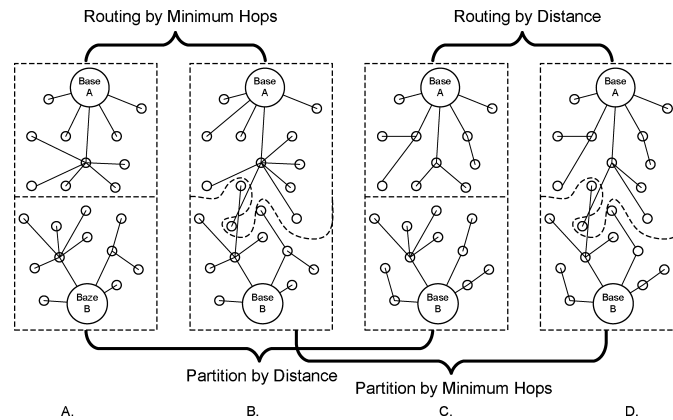 Routing by Minimum Hops
Routing by Distance
Base
A
Base
A
Base
A
Base
A
Baze
B
Base
B
Base
B
Base
B
Partition by Distance
Partition by Minimum Hops
A.
B.
C.
D.